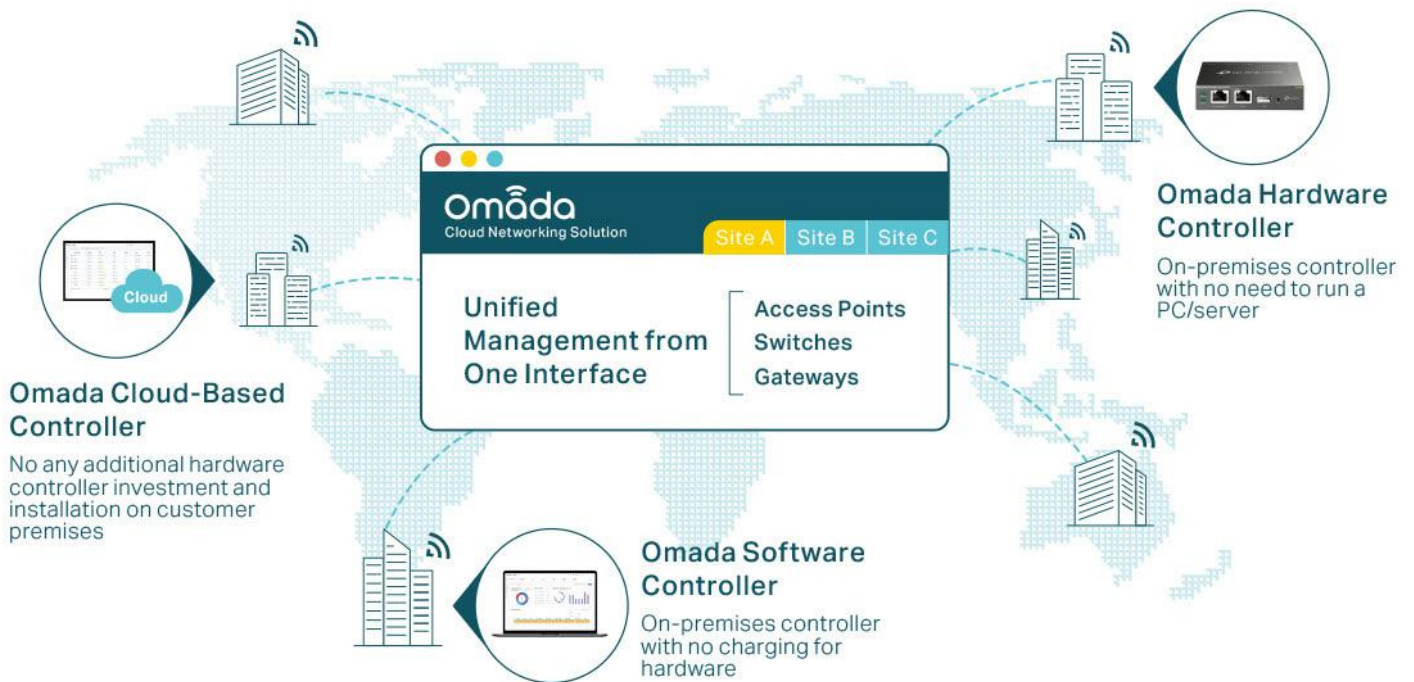 Omada
Cloud Networking Solution
Site A
Site B
Site C
Unified
Management from
One Interface
Access Points
Switches
Gateways
Omada Hardware
Controller
On-premises controller
with no need to run a
PC/server
Cloud
Omada Cloud-Based
Controller
No any additional hardware
controller investment and
installation on customer
premises
Omada Software
Controller
On-premises controller
with no charging for
hardware